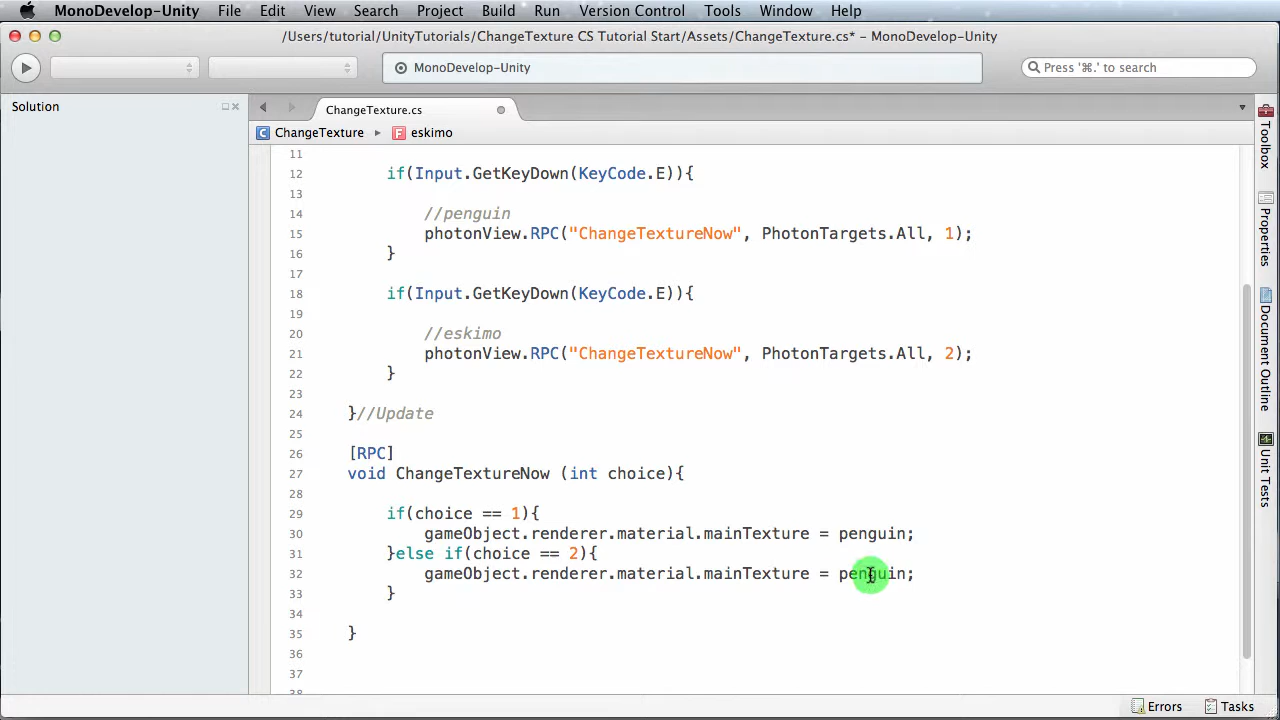 MonoDevelop-Unity File Edit View Search Project Build Run Version Control Tools Window Help
/Users/tutorial/UnityTutorials/ChangeTexture CS Tutorial Start/Assets/ChangeTexture.cs* – MonoDevelop-Unity
MonoDevelop-Unity
Press '⌘.' to search
Solution
ChangeTexture.cs
ChangeTexture eskimo
11
12 if(Input.GetKeyDown(KeyCode.E)){
13
14 //penguin
15 photonView.RPC("ChangeTextureNow", PhotonTargets.All, 1);
16 }
17
18 if(Input.GetKeyDown(KeyCode.E)){
19
20 //eskimo
21 photonView.RPC("ChangeTextureNow", PhotonTargets.All, 2);
22 }
23
24 }//Update
25
26 [RPC]
27 void ChangeTextureNow (int choice){
28
29 if(choice == 1){
30 gameObject.renderer.material.mainTexture = penguin;
31 }else if(choice == 2){
32 gameObject.renderer.material.mainTexture = penguin;
33 }
34
35 }
36
37
38
Toolbox
Properties
Document Outline
Unit Tests
Errors Tasks